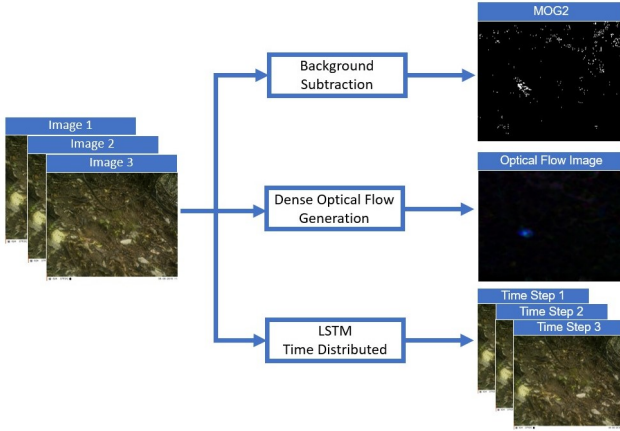 MOG2
Background
Subtraction
Image 1
Image 2
Image 3
Optical Flow Image
Dense Optical Flow
Generation
Time Step 1
Time Step 2
Time Step 3
LSTM
Time Distributed